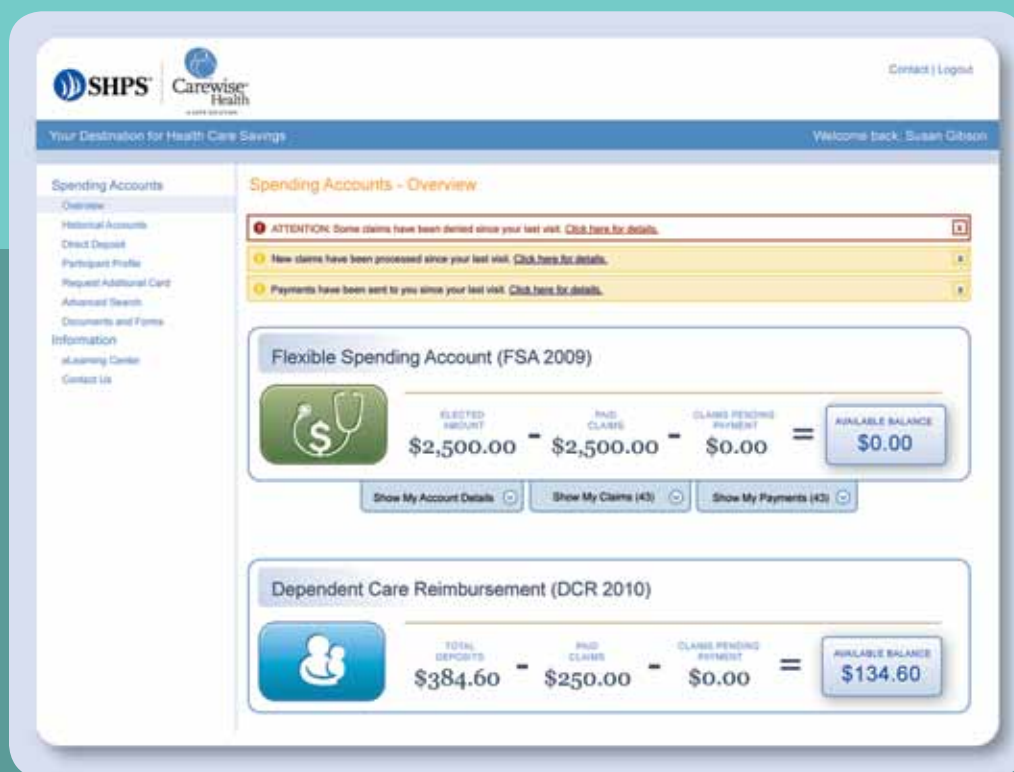 SHPS
Carewise
Health
Contact | Logout
Your Destination for Health Care Savings
Welcome back, Susan Gibson
Spending Accounts
Overview
Historical Accounts
Direct Deposit
Participant Profile
Request Additional Card
Advanced Search
Documents and Forms
Information
eLearning Center
Contact Us
Spending Accounts - Overview
ATTENTION: Some claims have been denied since your last visit. Click here for details.
x
New claims have been processed since your last visit. Click here for details.
x
Payments have been sent to you since your last visit. Click here for details.
x
Flexible Spending Account (FSA 2009)
$
ELECTED
AMOUNT
$2,500.00
-
PAID
CLAIMS
$2,500.00
-
CLAIMS PENDING
PAYMENT
$0.00
=
AVAILABLE BALANCE
$0.00
Show My Account Details
Show My Claims (43)
Show My Payments (43)
Dependent Care Reimbursement (DCR 2010)
TOTAL
DEPOSITS
$384.60
-
PAID
CLAIMS
$250.00
-
CLAIMS PENDING
PAYMENT
$0.00
=
AVAILABLE BALANCE
$134.60